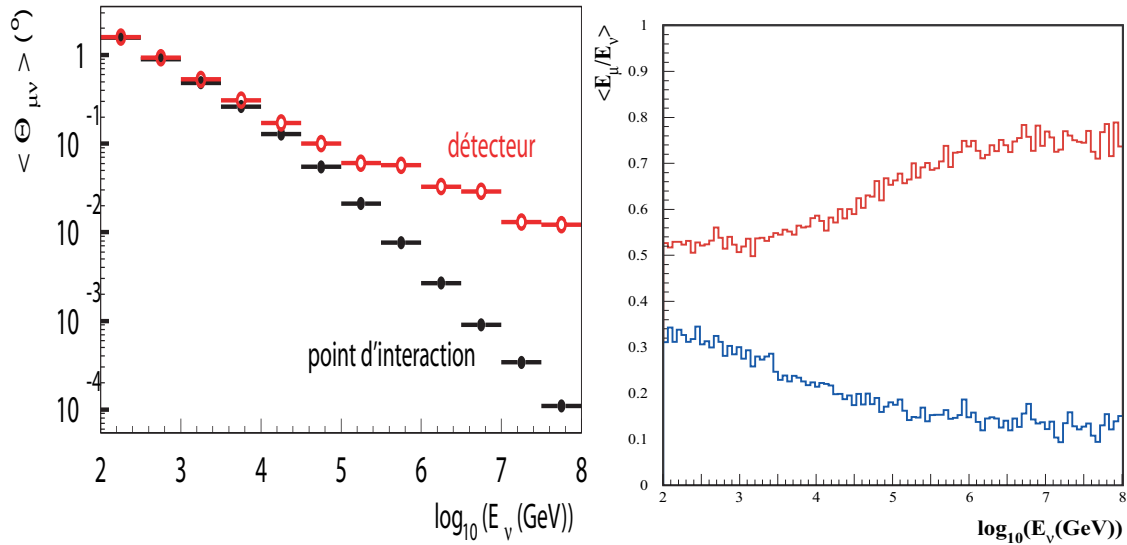 < Θ μν > (°)
1
10 -1
10 -2
10 -3
10 -4
détecteur
point d'interaction
2 3 4 5 6 7 8
log10(Eν(GeV))
<Eμ/Eν>
1
0.9
0.8
0.7
0.6
0.5
0.4
0.3
0.2
0.1
0
2 3 4 5 6 7 8
log10(Eν(GeV))